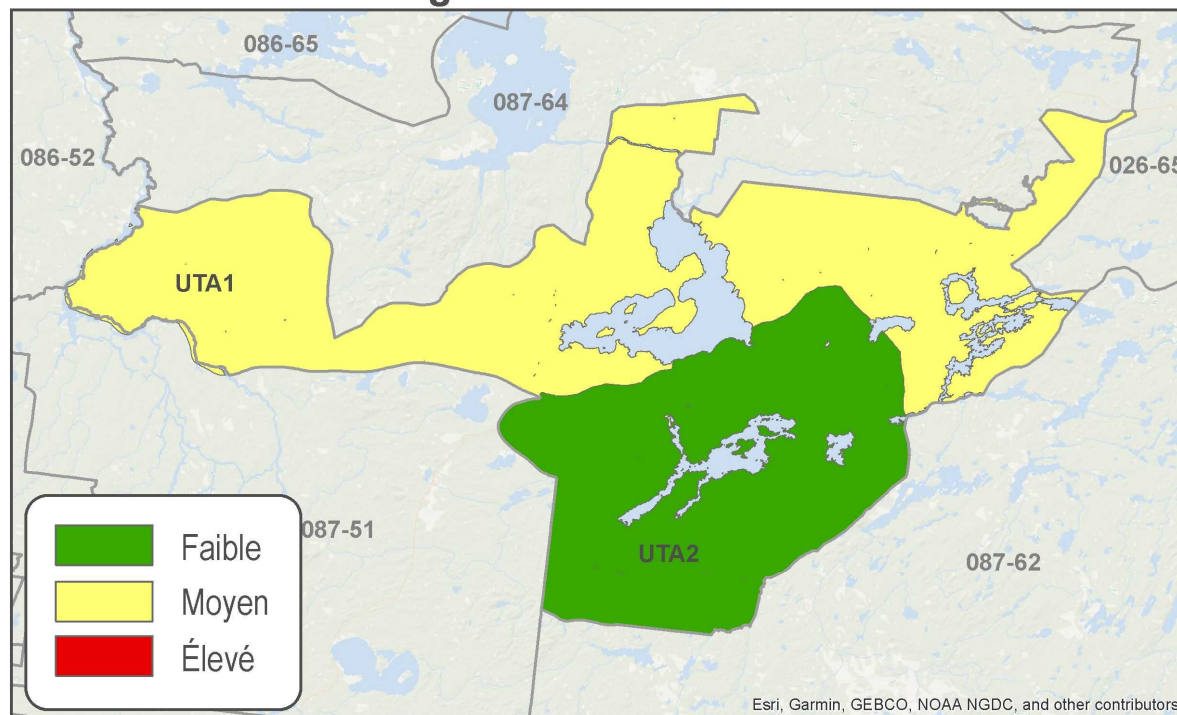 086-65
087-64
086-52
026-65
UTA1
087-51
UTA2
087-62
Faible
Moyen
Élevé
Esri, Garmin, GEBCO, NOAA NGDC, and other contributors